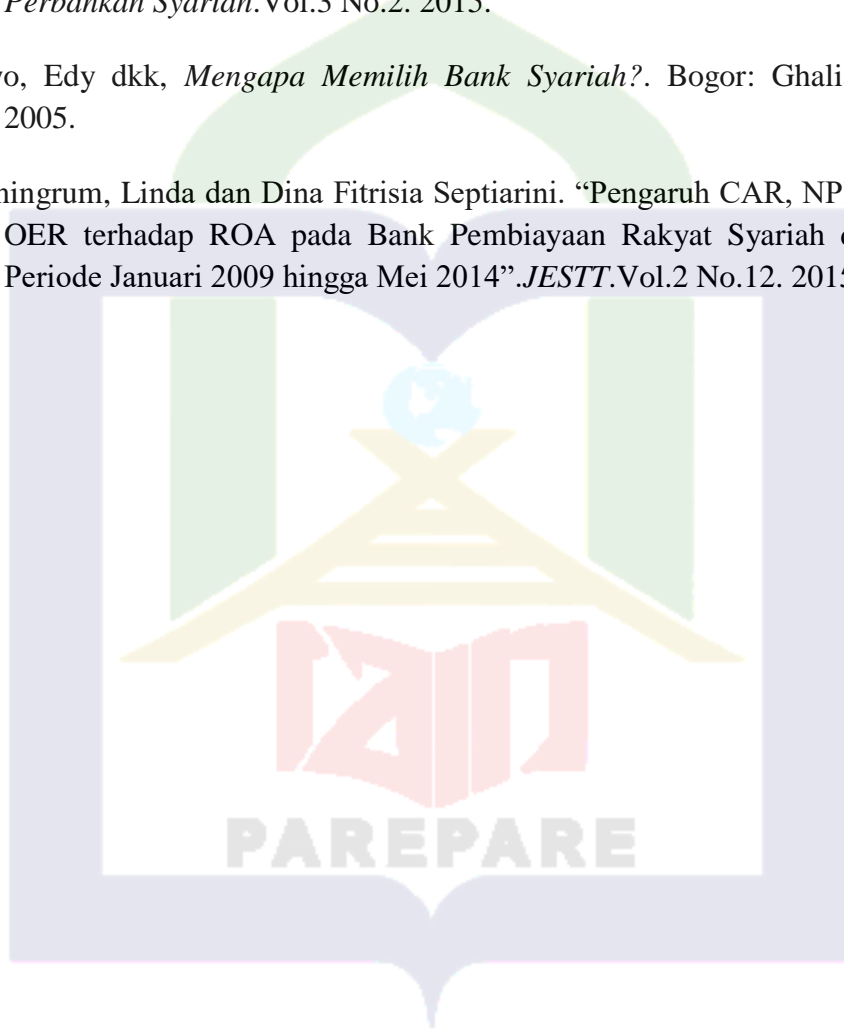 Perbankan Syariah.Vol.3 No.2. 2015.
yo, Edy dkk, Mengapa Memilih Bank Syariah?. Bogor: Ghali
2005.
ningrum, Linda dan Dina Fitrisia Septiarini. “Pengaruh CAR, NP
OER terhadap ROA pada Bank Pembiayaan Rakyat Syariah
Periode Januari 2009 hingga Mei 2014”.JESTT.Vol.2 No.12. 2015
iain
PAREPARE